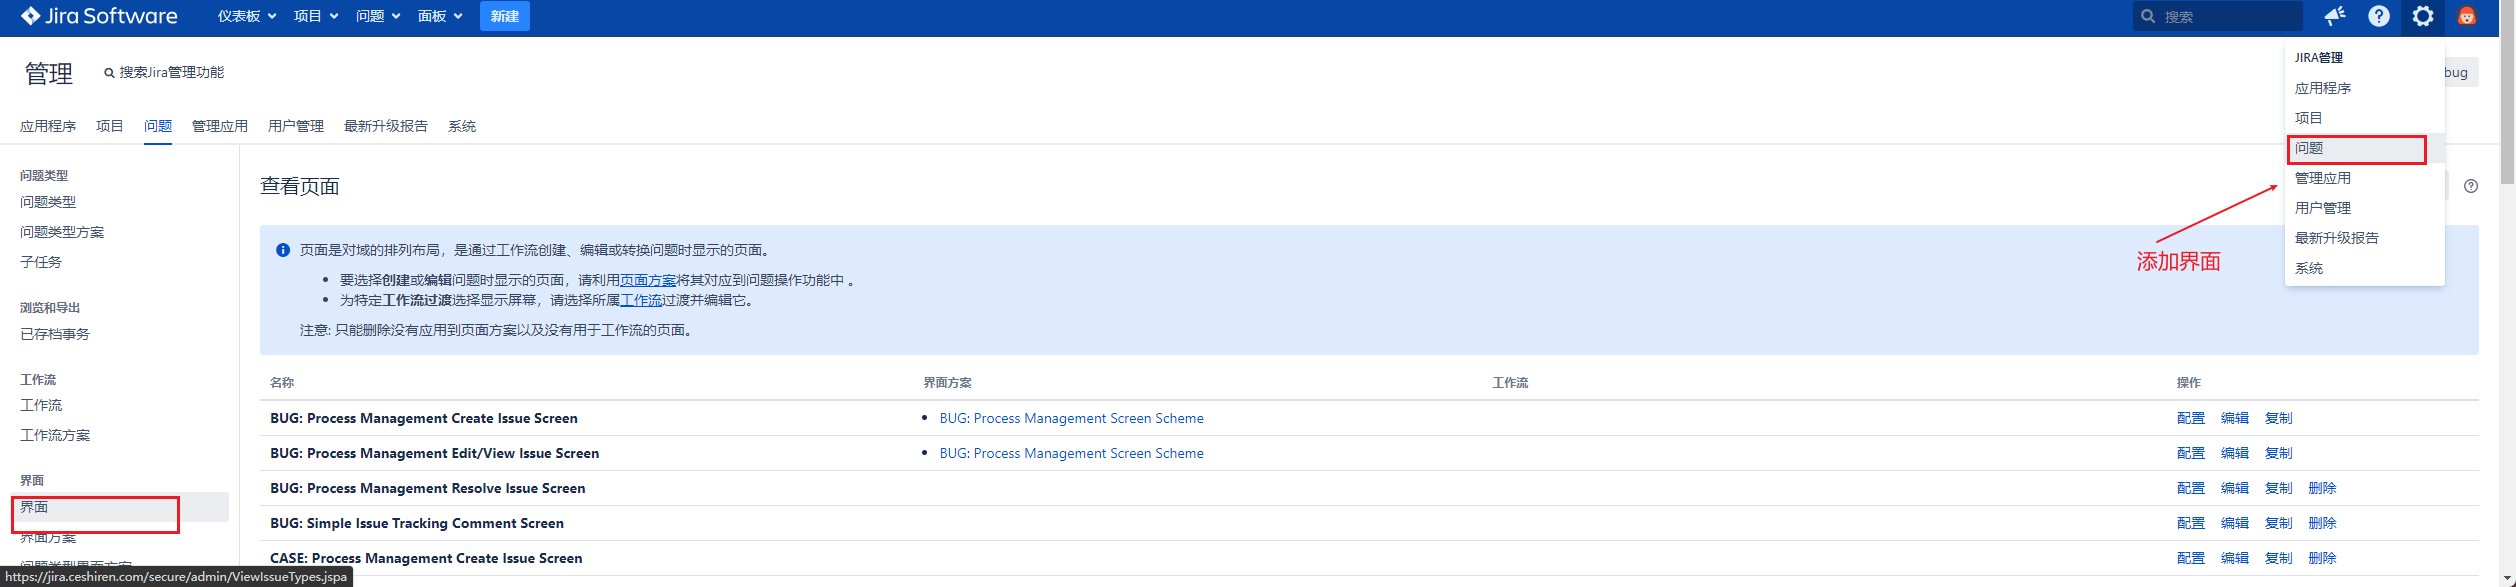 Jira Software 仪表板 项目 问题 面板 新建 搜索
管理 搜索Jira管理功能
应用程序 项目 问题 管理应用 用户管理 最新升级报告 系统
JIRA管理
bug
应用程序
项目
问题
管理应用
用户管理
最新升级报告
系统
添加界面
问题类型
问题类型
问题类型方案
子任务
浏览和导出
已存档事务
工作流
工作流
工作流方案
界面
界面
界面方案
问题类型界面方案
https://jira.ceshiren.com/secure/admin/ViewIssueTypes.jspa
查看页面
页面是对域的排列布局，是通过工作流创建、编辑或转换问题时显示的页面。
• 要选择创建或编辑问题时显示的页面，请利用页面方案将其对应到问题操作功能中 。
• 为特定工作流过渡选择显示屏幕，请选择所属工作流过渡并编辑它。
注意: 只能删除没有应用到页面方案以及没有用于工作流的页面。
名称 界面方案 工作流 操作
BUG: Process Management Create Issue Screen • BUG: Process Management Screen Scheme 配置 编辑 复制
BUG: Process Management Edit/View Issue Screen • BUG: Process Management Screen Scheme 配置 编辑 复制
BUG: Process Management Resolve Issue Screen 配置 编辑 复制 删除
BUG: Simple Issue Tracking Comment Screen 配置 编辑 复制 删除
CASE: Process Management Create Issue Screen 配置 编辑 复制 删除